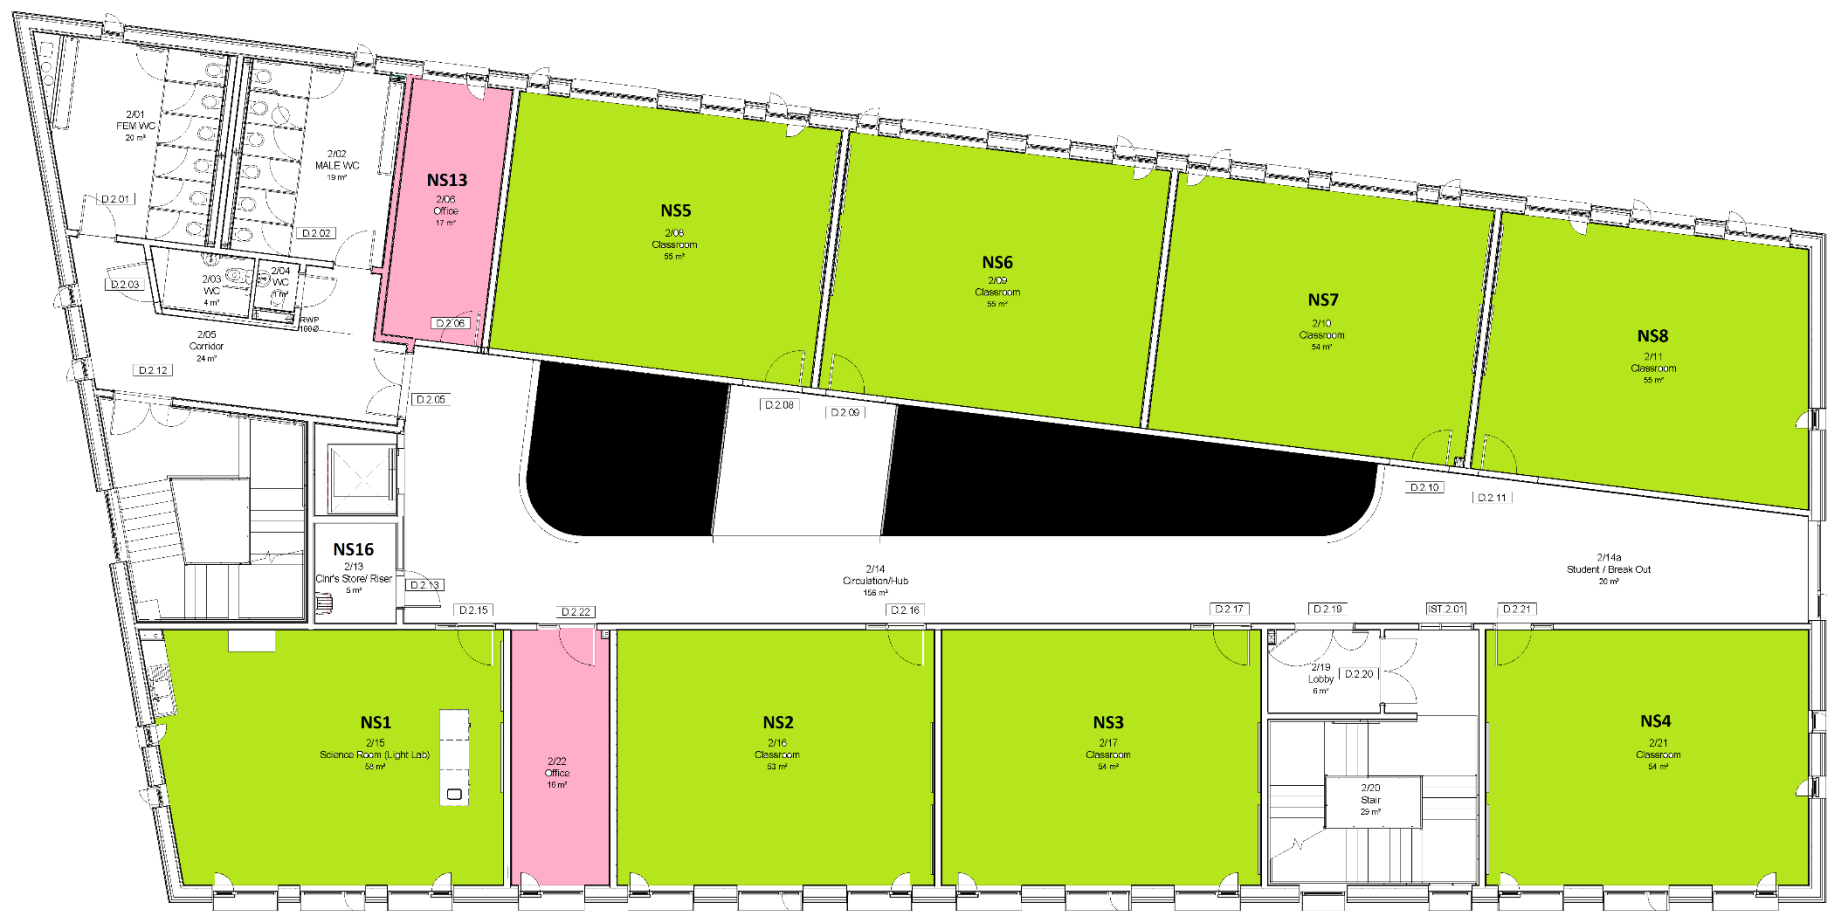 2/01
FEM WC
20 m²
D.2.01
2/02
MALE WC
19 m²
D.2.02
NS13
2/06
Office
17 m²
D.2.06
NS5
2/08
Classroom
55 m²
NS6
2/09
Classroom
55 m²
NS7
2/10
Classroom
54 m²
NS8
2/11
Classroom
55 m²
D.2.03
2/03
WC
4 m²
2/04
WC
RWP
2/05
Corridor
24 m²
D.2.12
D.2.05
D.2.08
D.2.09
D.2.10
D.2.11
NS16
2/13
Clnr's Store/ Riser
5 m²
D.2.13
2/14
Circulation/Hub
156 m²
2/14a
Student / Break Out
20 m²
D.2.15
D.2.22
D.2.16
D.2.17
D.2.19
IST.2.01
D.2.21
NS1
2/15
Science Room (Light Lab)
58 m²
2/22
Office
16 m²
NS2
2/16
Classroom
53 m²
NS3
2/17
Classroom
54 m²
2/19
Lobby
6 m²
D.2.20
2/20
Stair
29 m²
NS4
2/21
Classroom
54 m²